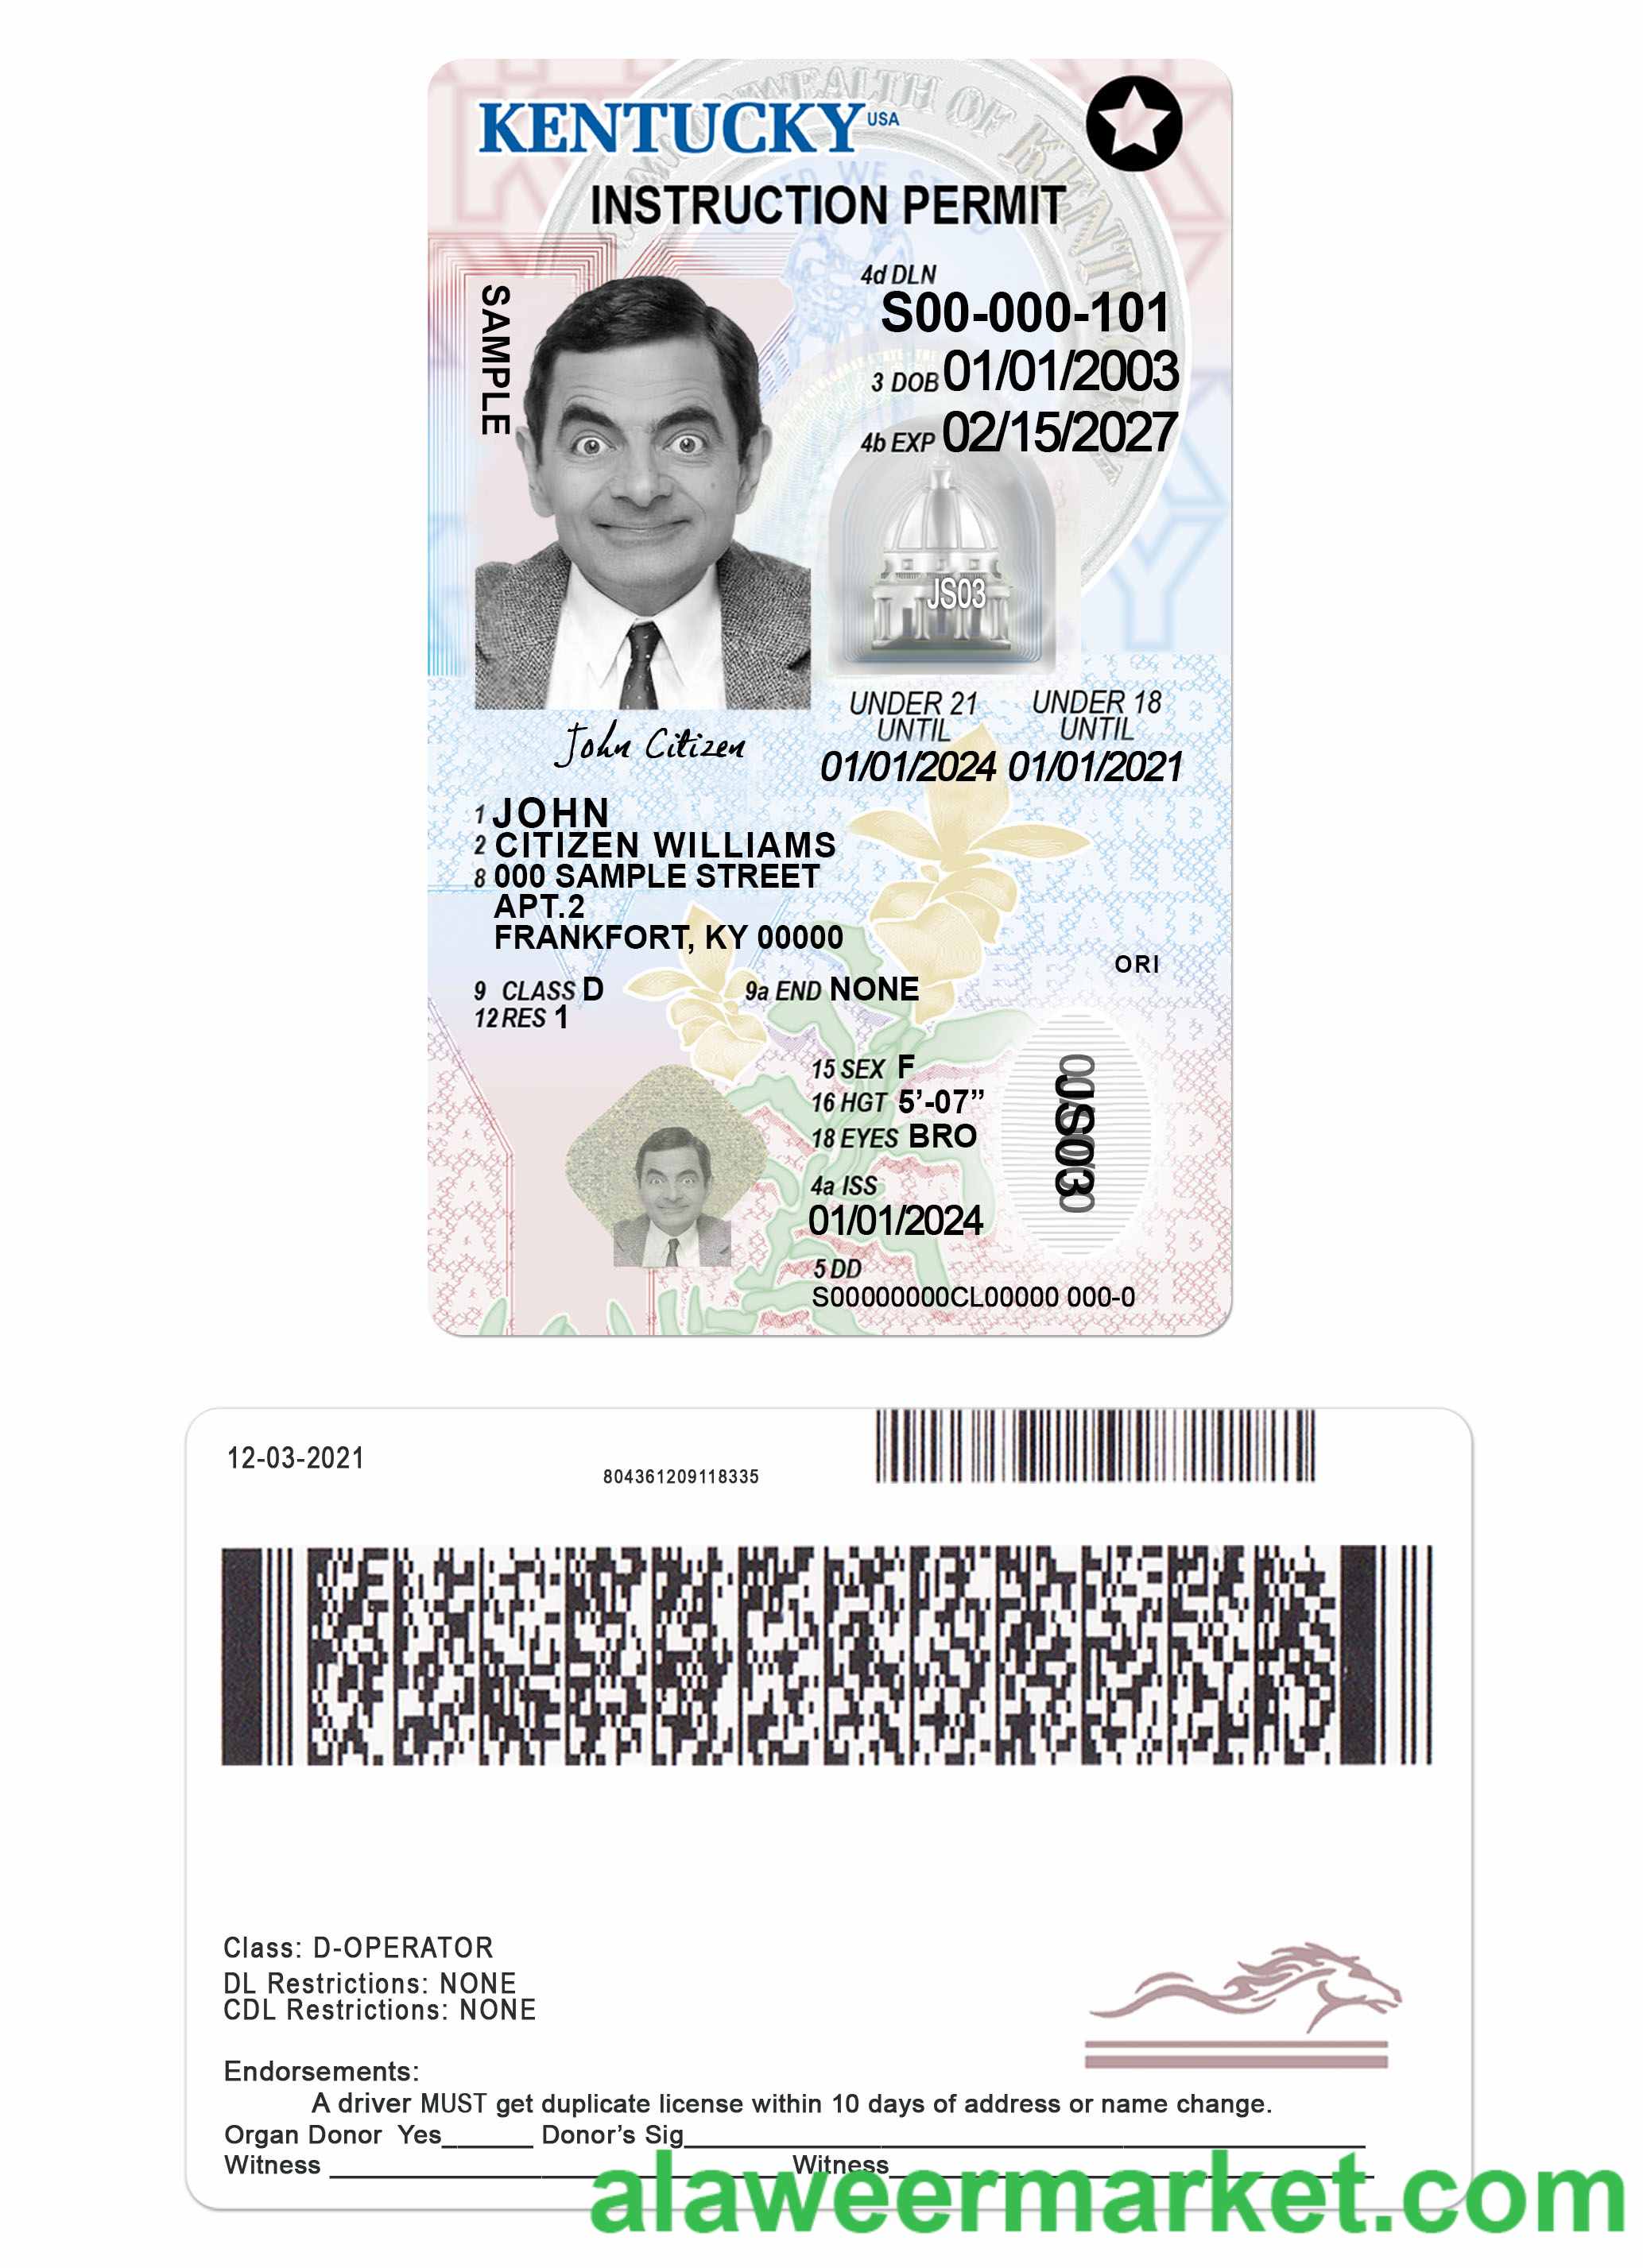 KENTUCKY USA
INSTRUCTION PERMIT
SAMPLE
4d DLN
S00-000-101
3 DOB 01/01/2003
4b EXP 02/15/2027
JS03
UNDER 21 UNDER 18
UNTIL UNTIL
01/01/2024 01/01/2021
John Citizen
1 JOHN
2 CITIZEN WILLIAMS
8 000 SAMPLE STREET
APT.2
FRANKFORT, KY 00000
ORI
9 CLASS D 9a END NONE
12 RES 1
15 SEX F
16 HGT 5’-07”
18 EYES BRO
JS03
4a ISS
01/01/2024
5 DD
S00000000CL00000 000-0
12-03-2021
804361209118335
Class: D-OPERATOR
DL Restrictions: NONE
CDL Restrictions: NONE
Endorsements:
A driver MUST get duplicate license within 10 days of address or name change.
Organ Donor Yes______ Donor’s Sig______
Witness ______ Witness______
alaweermarket.com